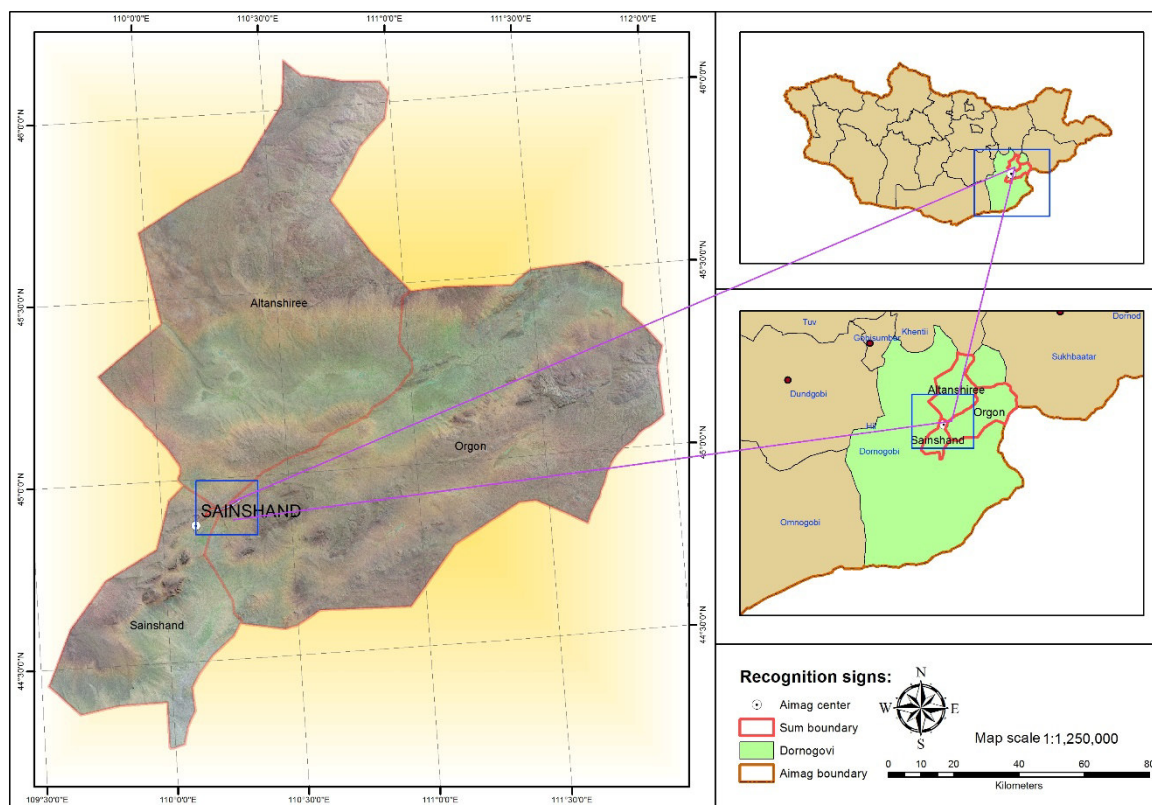 110°0'0"E 110°30'0"E 111°0'0"E 111°30'0"E 112°0'0"E
46°0'0"N
46°0'0"N
45°30'0"N
45°30'0"N
45°0'0"N
45°0'0"N
44°30'0"N
44°30'0"N
Altanshiree
Orgon
SAINSHAND
Sainshand
109°30'0"E 110°0'0"E 110°30'0"E 111°0'0"E 111°30'0"E
Tuv
Gobisumber
Khentii
Dornod
Sukhbaatar
Dundgobi
Altanshiree
Orgon
Sainshand
Dornogobi
Omnogobi
Recognition signs:
Aimag center
Sum boundary
Dornogovi
Aimag boundary
N
W E
S
Map scale 1:1,250,000
0 5 10 20 40 60 80
Kilometers